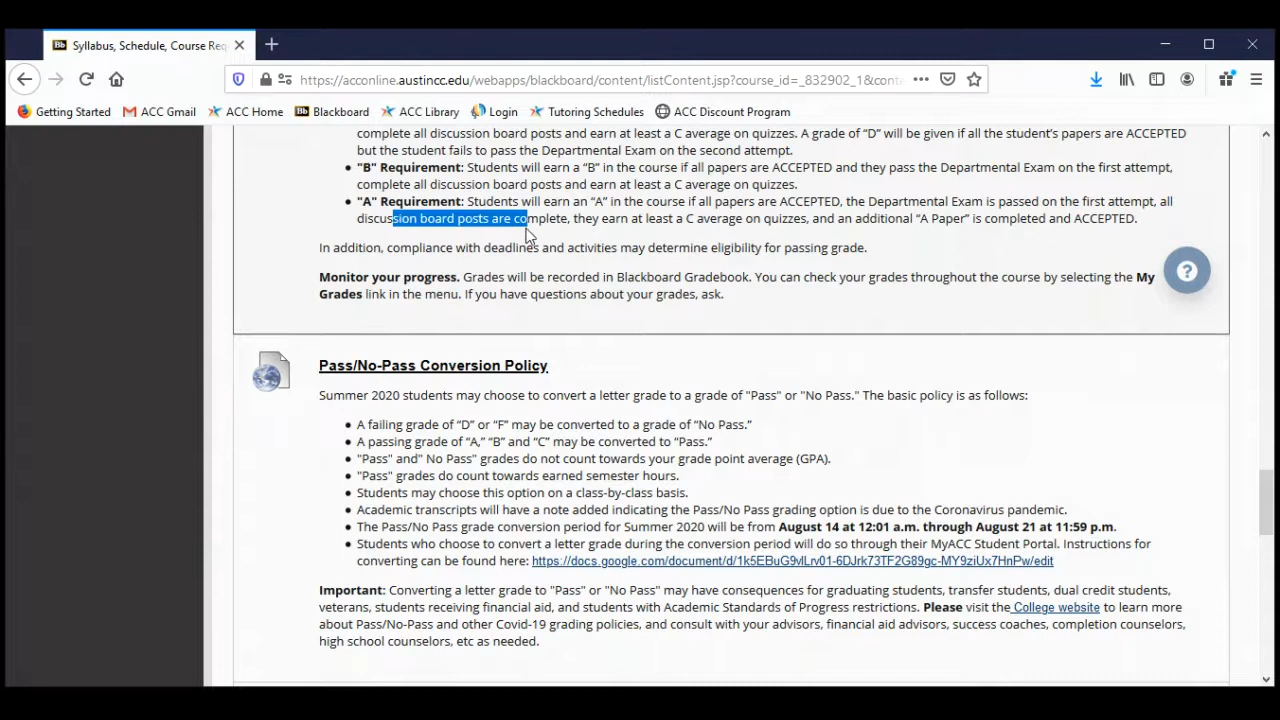 Syllabus, Schedule, Course Req
https://acconline.austincc.edu/webapps/blackboard/content/listContent.jsp?course_id=_832902_1&cont
Getting Started ACC Gmail ACC Home Bb Blackboard ACC Library Login Tutoring Schedules ACC Discount Program
complete all discussion board posts and earn at least a C average on quizzes. A grade of “D” will be given if all the student’s papers are ACCEPTED
but the student fails to pass the Departmental Exam on the second attempt.
• "B" Requirement: Students will earn a “B” in the course if all papers are ACCEPTED and they pass the Departmental Exam on the first attempt,
complete all discussion board posts and earn at least a C average on quizzes.
• "A" Requirement: Students will earn an “A” in the course if all papers are ACCEPTED, the Departmental Exam is passed on the first attempt, all
discussion board posts are complete, they earn at least a C average on quizzes, and an additional “A Paper” is completed and ACCEPTED.
In addition, compliance with deadlines and activities may determine eligibility for passing grade.
Monitor your progress. Grades will be recorded in Blackboard Gradebook. You can check your grades throughout the course by selecting the My
Grades link in the menu. If you have questions about your grades, ask.
Pass/No-Pass Conversion Policy
Summer 2020 students may choose to convert a letter grade to a grade of "Pass" or "No Pass." The basic policy is as follows:
• A failing grade of “D” or “F” may be converted to a grade of “No Pass.”
• A passing grade of “A,” “B” and “C” may be converted to “Pass.”
• "Pass" and" No Pass" grades do not count towards your grade point average (GPA).
• "Pass" grades do count towards earned semester hours.
• Students may choose this option on a class-by-class basis.
• Academic transcripts will have a note added indicating the Pass/No Pass grading option is due to the Coronavirus pandemic.
• The Pass/No Pass grade conversion period for Summer 2020 will be from August 14 at 12:01 a.m. through August 21 at 11:59 p.m.
• Students who choose to convert a letter grade during the conversion period will do so through their MyACC Student Portal. Instructions for
converting can be found here: https://docs.google.com/document/d/1k5EBuG9vlLrv01-6DJrk73TF2G89gc-MY9ziUx7HnPw/edit
Important: Converting a letter grade to "Pass" or "No Pass" may have consequences for graduating students, transfer students, dual credit students,
veterans, students receiving financial aid, and students with Academic Standards of Progress restrictions. Please visit the College website to learn more
about Pass/No-Pass and other Covid-19 grading policies, and consult with your advisors, financial aid advisors, success coaches, completion counselors,
high school counselors, etc as needed.